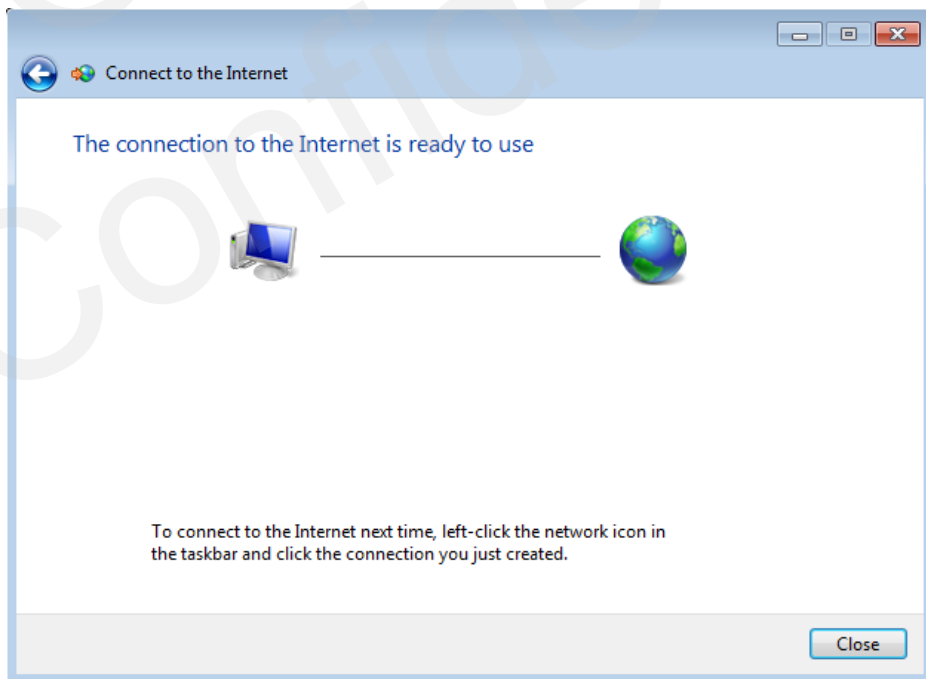 Connect to the Internet
The connection to the Internet is ready to use
To connect to the Internet next time, left-click the network icon in
the taskbar and click the connection you just created.
Close